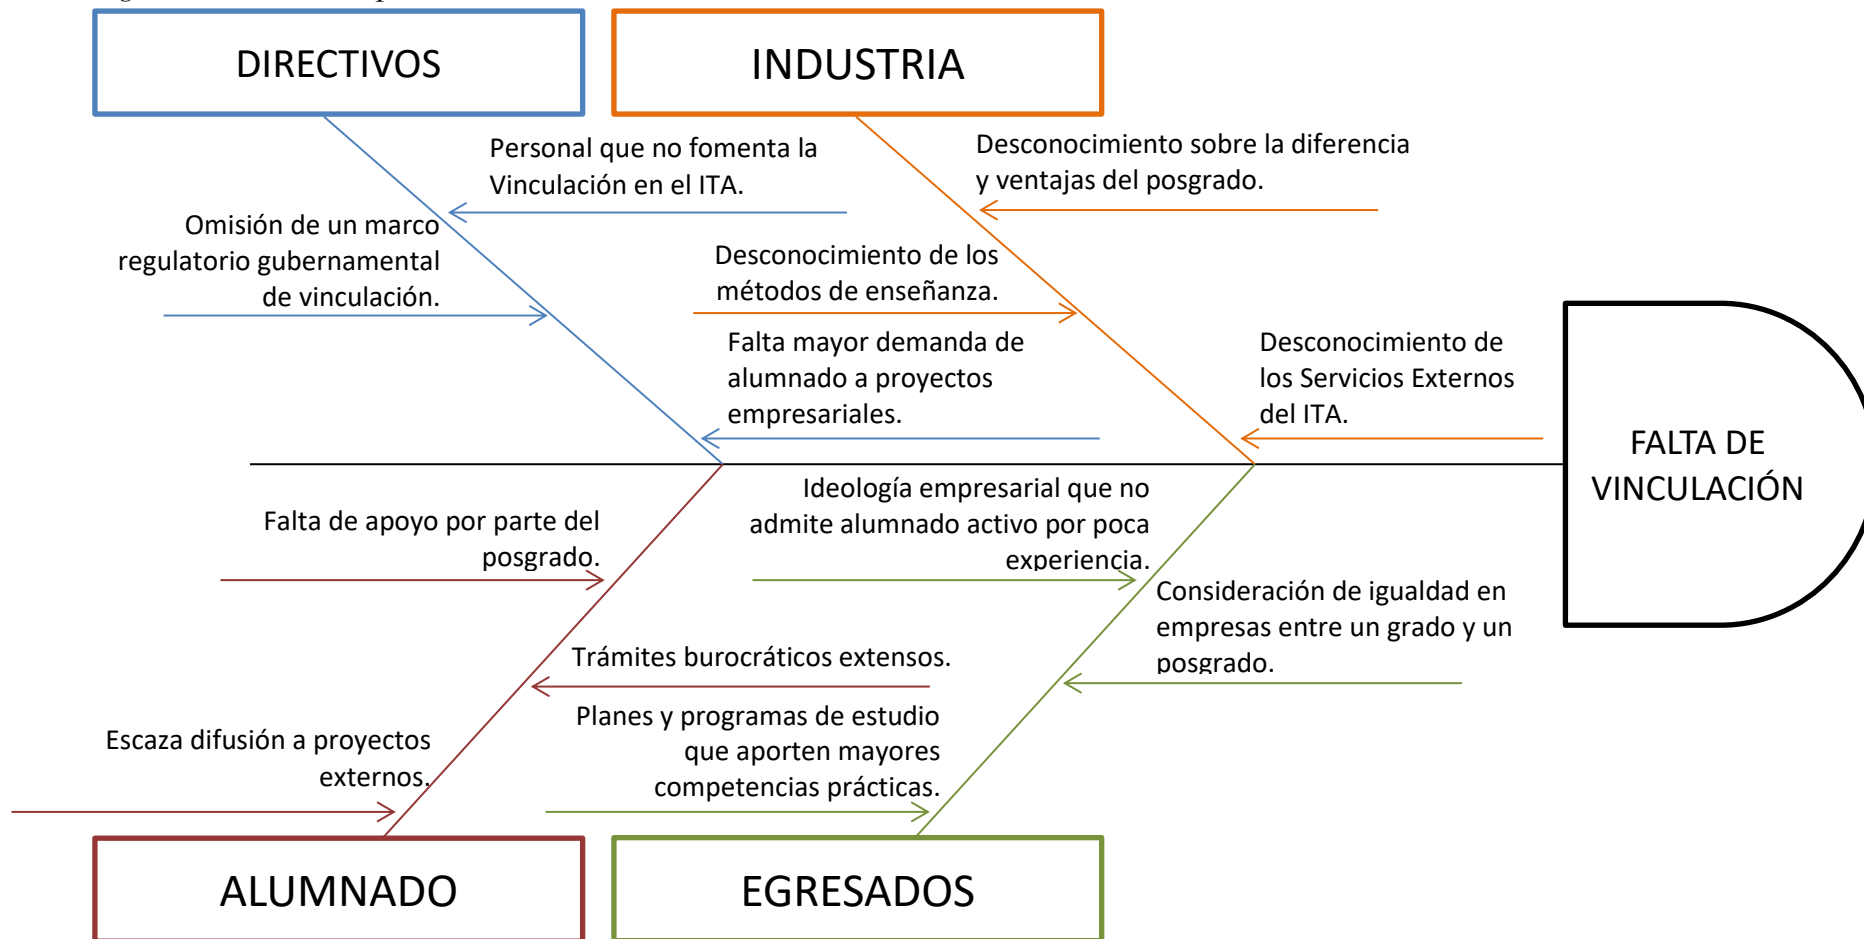 DIRECTIVOS
INDUSTRIA
Personal que no fomenta la
Vinculación en el ITA.
Desconocimiento sobre la diferencia
y ventajas del posgrado.
Omisión de un marco
regulatorio gubernamental
de vinculación.
Desconocimiento de los
métodos de enseñanza.
Falta mayor demanda de
alumnado a proyectos
empresariales.
Desconocimiento de
los Servicios Externos
del ITA.
FALTA DE
VINCULACIÓN
Falta de apoyo por parte del
posgrado.
Ideología empresarial que no
admite alumnado activo por poca
experiencia.
Consideración de igualdad en
empresas entre un grado y un
posgrado.
Trámites burocráticos extensos.
Escaza difusión a proyectos
externos.
Planes y programas de estudio
que aporten mayores
competencias prácticas.
ALUMNADO
EGRESADOS